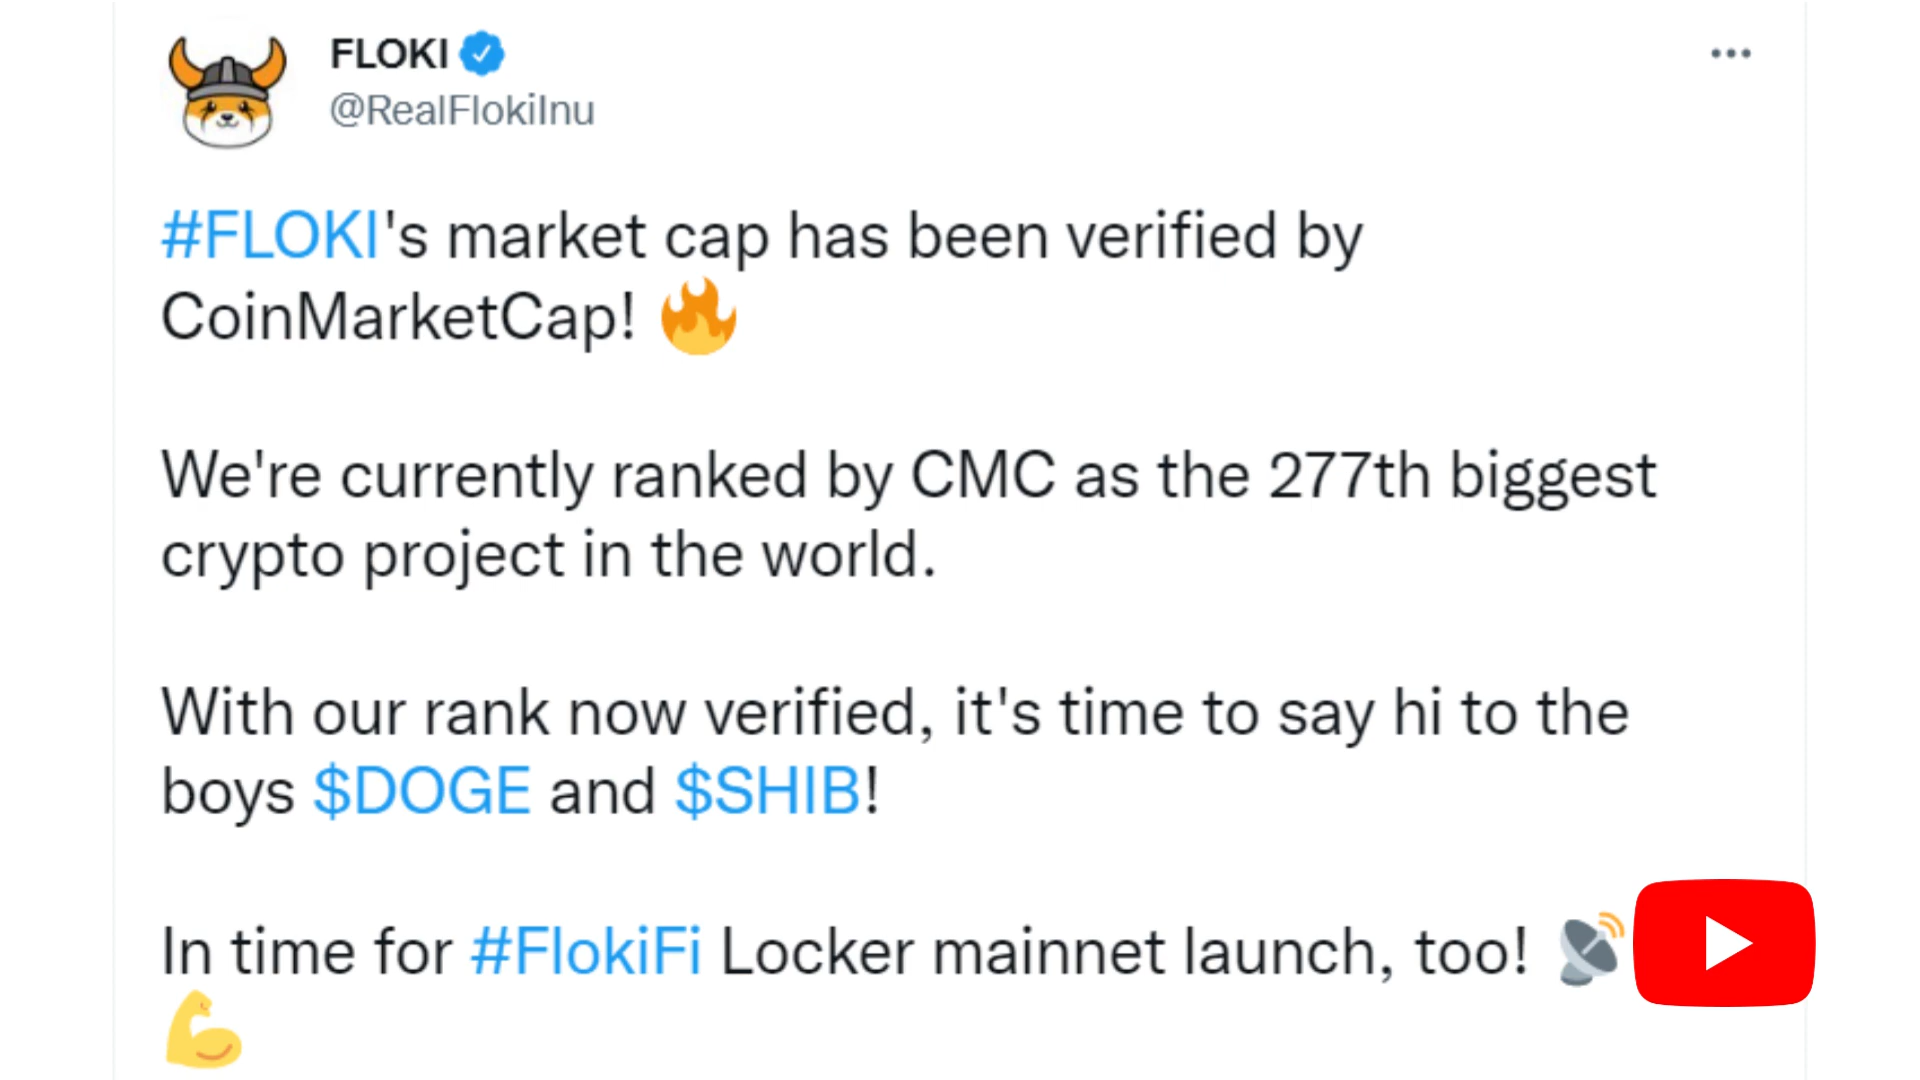 FLOKI
@RealFlokiInu
#FLOKI's market cap has been verified by
CoinMarketCap! 🔥
We're currently ranked by CMC as the 277th biggest
crypto project in the world.
With our rank now verified, it's time to say hi to the
boys $DOGE and $SHIB!
In time for #FlokiFi Locker mainnet launch, too! 📡
💪